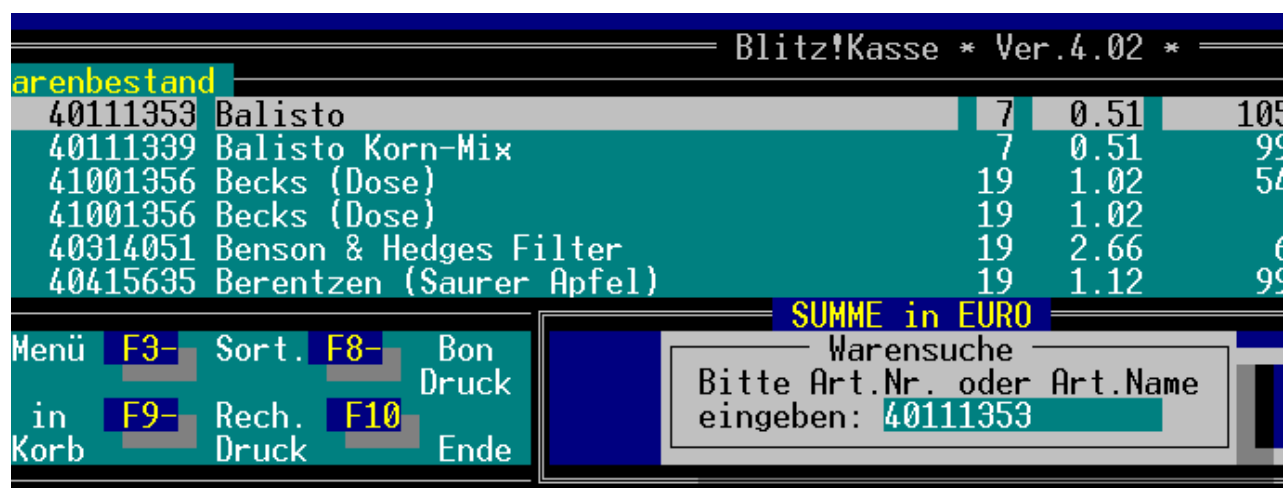 Blitz!Kasse * Ver.4.02 *
arenbestand
40111353 Balisto 7 0.51 105
40111339 Balisto Korn-Mix 7 0.51 99
41001356 Becks (Dose) 19 1.02 54
41001356 Becks (Dose) 19 1.02
40314051 Benson & Hedges Filter 19 2.66 6
40415635 Berentzen (Saurer Apfel) 19 1.12 99
SUMME in EURO
Menü F3- Sort. F8- Bon
Druck
in F9- Rech. F10
Korb Druck Ende
Warensuche
Bitte Art.Nr. oder Art.Name
eingeben: 40111353